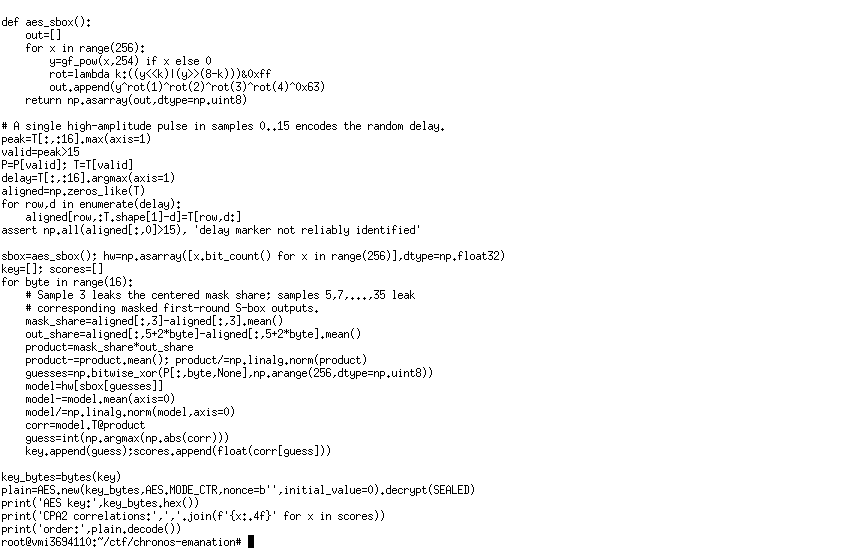 def aes_sbox():
    out=[]
    for x in range(256):
        y=gf_pow(x,254) if x else 0
        rot=lambda k:((y<<k)|(y>>(8-k)))&0xff
        out.append(y^rot(1)^rot(2)^rot(3)^rot(4)^0x63)
    return np.asarray(out,dtype=np.uint8)

# A single high-amplitude pulse in samples 0..15 encodes the random delay.
peak=T[:,:16].max(axis=1)
valid=peak>15
P=P[valid]; T=T[valid]
delay=T[:,:16].argmax(axis=1)
aligned=np.zeros_like(T)
for row,d in enumerate(delay):
    aligned[row,:T.shape[1]-d]=T[row,d:]
assert np.all(aligned[:,0]>15), 'delay marker not reliably identified'

sbox=aes_sbox(); hw=np.asarray([x.bit_count() for x in range(256)],dtype=np.float32)
key=[]; scores=[]
for byte in range(16):
    # Sample 3 leaks the centered mask share; samples 5,7,...,35 leak
    # corresponding masked first-round S-box outputs.
    mask_share=aligned[:,3]-aligned[:,3].mean()
    out_share=aligned[:,5+2*byte]-aligned[:,5+2*byte].mean()
    product=mask_share*out_share
    product-=product.mean(); product/=np.linalg.norm(product)
    guesses=np.bitwise_xor(P[:,byte,None],np.arange(256,dtype=np.uint8))
    model=hw[sbox[guesses]]
    model-=model.mean(axis=0)
    model/=np.linalg.norm(model,axis=0)
    corr=model.T@product
    guess=int(np.argmax(np.abs(corr)))
    key.append(guess);scores.append(float(corr[guess]))

key_bytes=bytes(key)
plain=AES.new(key_bytes,AES.MODE_CTR,nonce=b'',initial_value=0).decrypt(SEALED)
print('AES key:',key_bytes.hex())
print('CPA2 correlations:',','.join(f'{x:.4f}' for x in scores))
print('order:',plain.decode())
root@vmi3694110:~/ctf/chronos-emanation#